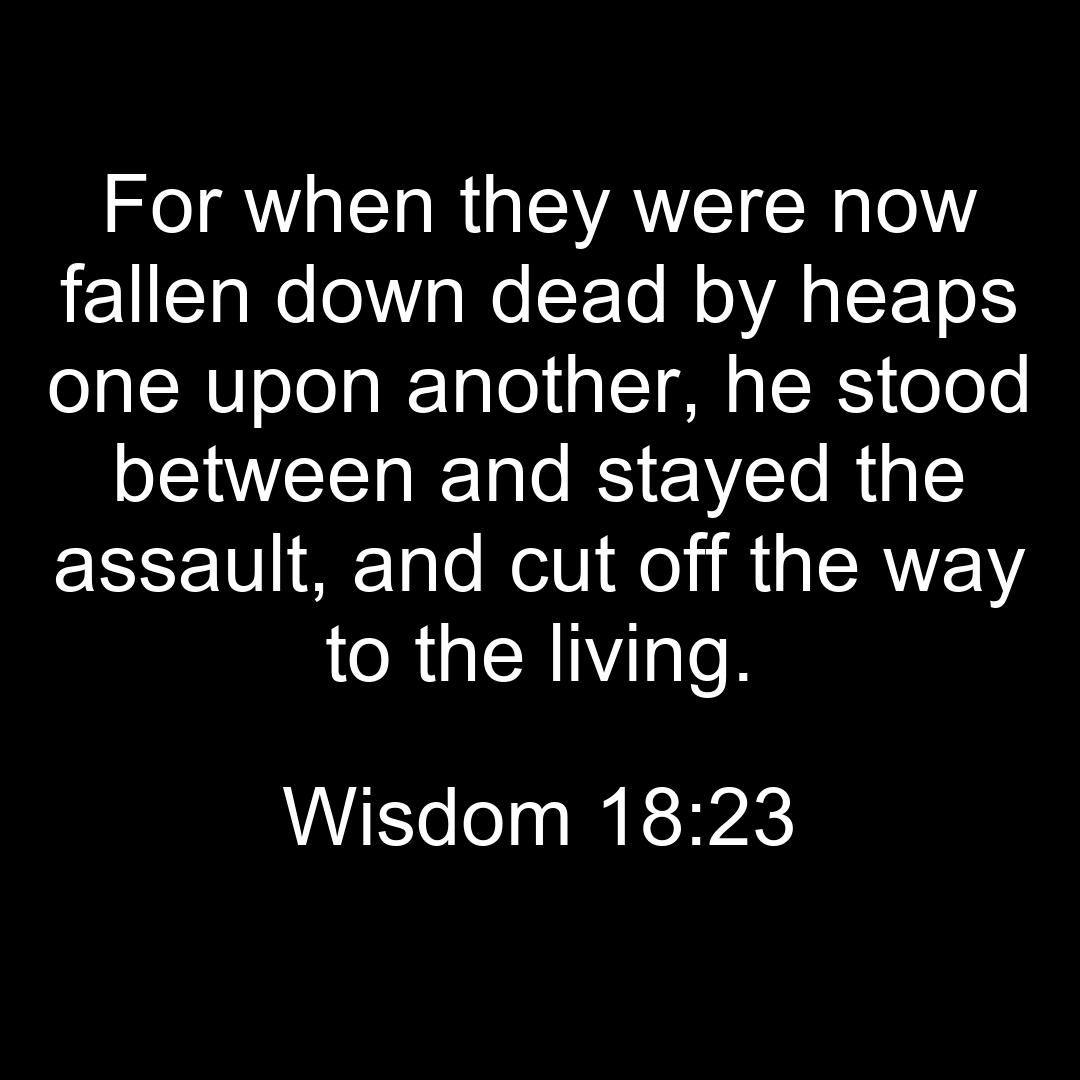 For when they were now
fallen down dead by heaps
one upon another, he stood
between and stayed the
assault, and cut off the way
to the living.
Wisdom 18:23